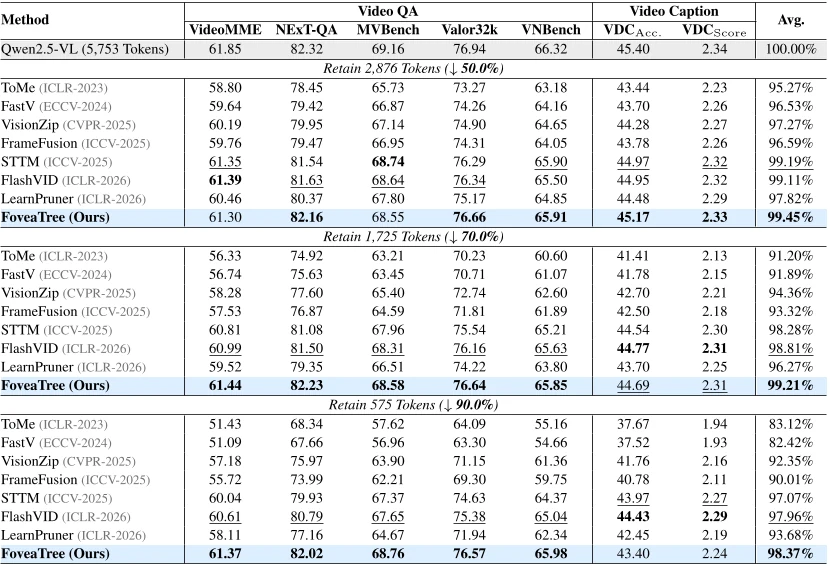 Method Video QA Video Caption Avg.
VideoMME NExT-QA MVBench Valor32k VNBench VDC_Acc. VDC_Score
Qwen2.5-VL (5,753 Tokens) 61.85 82.32 69.16 76.94 66.32 45.40 2.34 100.00%
Retain 2,876 Tokens (↓ 50.0%)
ToMe (ICLR-2023) 58.80 78.45 65.73 73.27 63.18 43.44 2.23 95.27%
FastV (ECCV-2024) 59.64 79.42 66.87 74.26 64.16 43.70 2.26 96.53%
VisionZip (CVPR-2025) 60.19 79.95 67.14 74.90 64.65 44.28 2.27 97.27%
FrameFusion (ICCV-2025) 59.76 79.47 66.95 74.31 64.05 43.78 2.26 96.59%
STTM (ICCV-2025) 61.35 81.54 68.74 76.29 65.90 44.97 2.32 99.19%
FlashVID (ICLR-2026) 61.39 81.63 68.64 76.34 65.50 44.95 2.32 99.11%
LearnPruner (ICLR-2026) 60.46 80.37 67.80 75.17 64.85 44.48 2.29 97.82%
FoveaTree (Ours) 61.30 82.16 68.55 76.66 65.91 45.17 2.33 99.45%
Retain 1,725 Tokens (↓ 70.0%)
ToMe (ICLR-2023) 56.33 74.92 63.21 70.23 60.60 41.41 2.13 91.20%
FastV (ECCV-2024) 56.74 75.63 63.45 70.71 61.07 41.78 2.15 91.89%
VisionZip (CVPR-2025) 58.28 77.60 65.40 72.74 62.60 42.70 2.21 94.36%
FrameFusion (ICCV-2025) 57.53 76.87 64.59 71.81 61.89 42.50 2.18 93.32%
STTM (ICCV-2025) 60.81 81.08 67.96 75.54 65.21 44.54 2.30 98.28%
FlashVID (ICLR-2026) 60.99 81.50 68.31 76.16 65.63 44.77 2.31 98.81%
LearnPruner (ICLR-2026) 59.52 79.35 66.51 74.22 63.80 43.70 2.25 96.27%
FoveaTree (Ours) 61.44 82.23 68.58 76.64 65.85 44.69 2.31 99.21%
Retain 575 Tokens (↓ 90.0%)
ToMe (ICLR-2023) 51.43 68.34 57.62 64.09 55.16 37.67 1.94 83.12%
FastV (ECCV-2024) 51.09 67.66 56.96 63.30 54.66 37.52 1.93 82.42%
VisionZip (CVPR-2025) 57.18 75.97 63.90 71.15 61.36 41.76 2.16 92.35%
FrameFusion (ICCV-2025) 55.72 73.99 62.21 69.30 59.75 40.78 2.11 90.01%
STTM (ICCV-2025) 60.04 79.93 67.37 74.63 64.37 43.97 2.27 97.07%
FlashVID (ICLR-2026) 60.61 80.79 67.65 75.38 65.04 44.43 2.29 97.96%
LearnPruner (ICLR-2026) 58.11 77.16 64.67 71.94 62.34 42.45 2.19 93.68%
FoveaTree (Ours) 61.37 82.02 68.76 76.57 65.98 43.40 2.24 98.37%